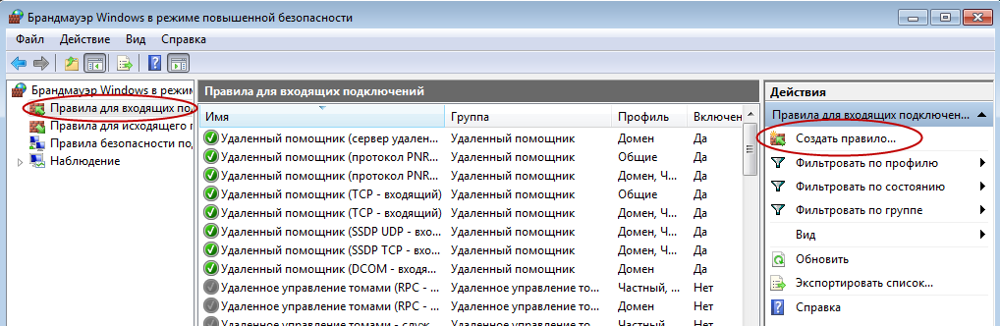 Брандмауэр Windows в режиме повышенной безопасности
Файл Действие Вид Справка
Брандмауэр Windows в режим
Правила для входящих по
Правила для исходящего п
Правила безопасности по
Наблюдение
Правила для входящих подключений
Имя Группа Профиль Включен
Удаленный помощник (сервер удален... Удаленный помощник Домен Да
Удаленный помощник (протокол PNR... Удаленный помощник Общие Да
Удаленный помощник (протокол PNR... Удаленный помощник Домен, Ч... Да
Удаленный помощник (TCP - входящий) Удаленный помощник Общие Да
Удаленный помощник (TCP - входящий) Удаленный помощник Домен, Ч... Да
Удаленный помощник (SSDP UDP - вхо... Удаленный помощник Домен, Ч... Да
Удаленный помощник (SSDP TCP - вхо... Удаленный помощник Домен, Ч... Да
Удаленный помощник (DCOM - входя... Удаленный помощник Домен Да
Удаленное управление томами (RPC - ... Удаленное управление то... Частный, ... Нет
Удаленное управление томами (RPC - ... Удаленное управление то... Домен Нет
Удаленное управление томами - служ... Удаленное управление то... Частный, ... Нет
Действия
Правила для входящих подключен...
Создать правило...
Фильтровать по профилю
Фильтровать по состоянию
Фильтровать по группе
Вид
Обновить
Экспортировать список...
Справка